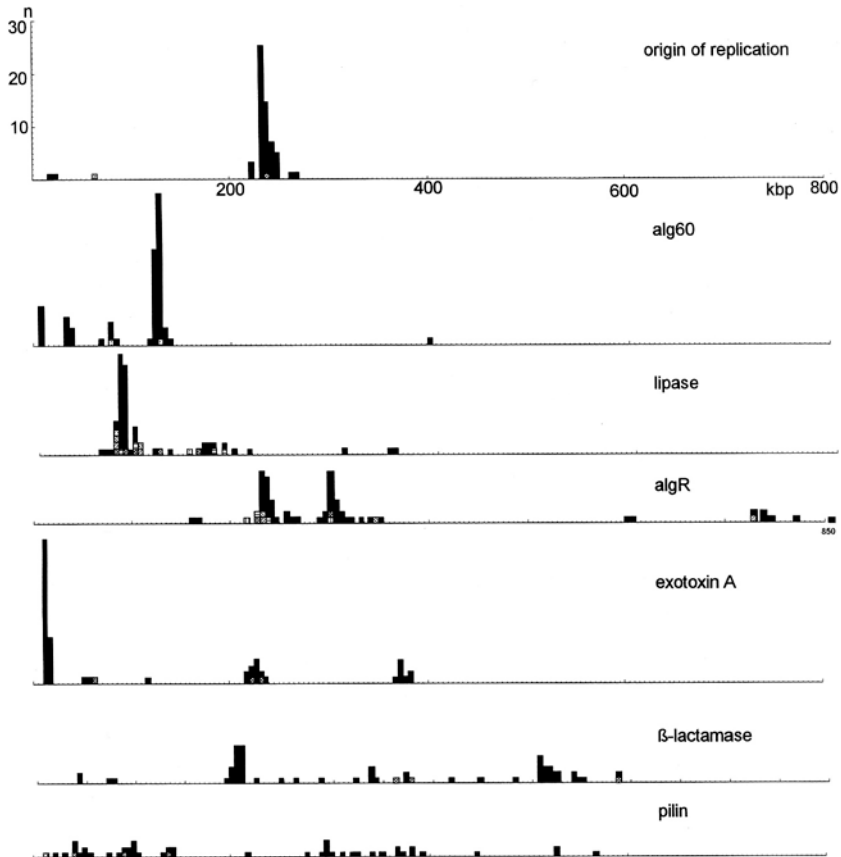 n
30
20
10
origin of replication
200
400
600
kbp
800
alg60
lipase
algR
850
exotoxin A
ß-lactamase
pilin